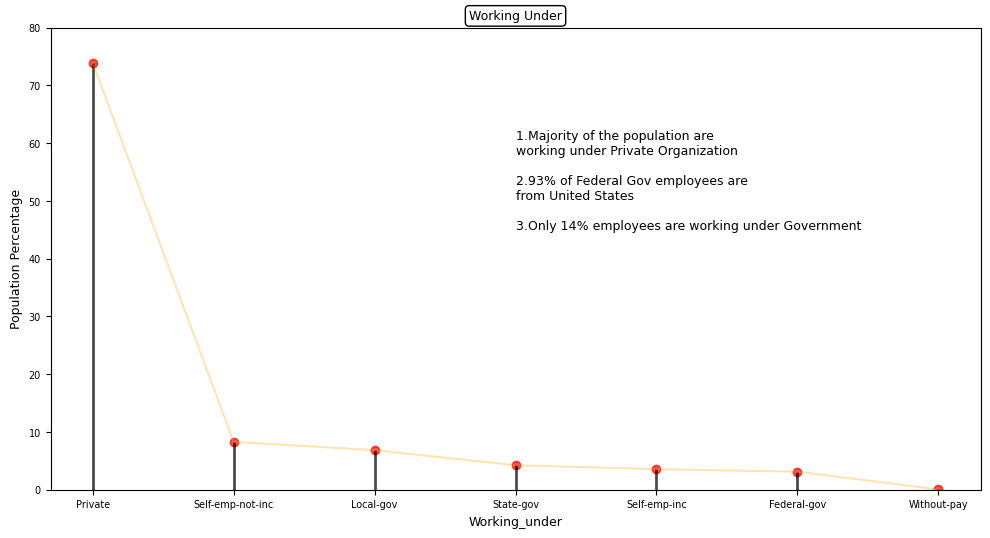 Working Under
80
70
60
50
40
30
20
10
0
Population Percentage
1.Majority of the population are
working under Private Organization
2.93% of Federal Gov employees are
from United States
3.Only 14% employees are working under Government
Private Self-emp-not-inc Local-gov State-gov Self-emp-inc Federal-gov Without-pay
Working_under